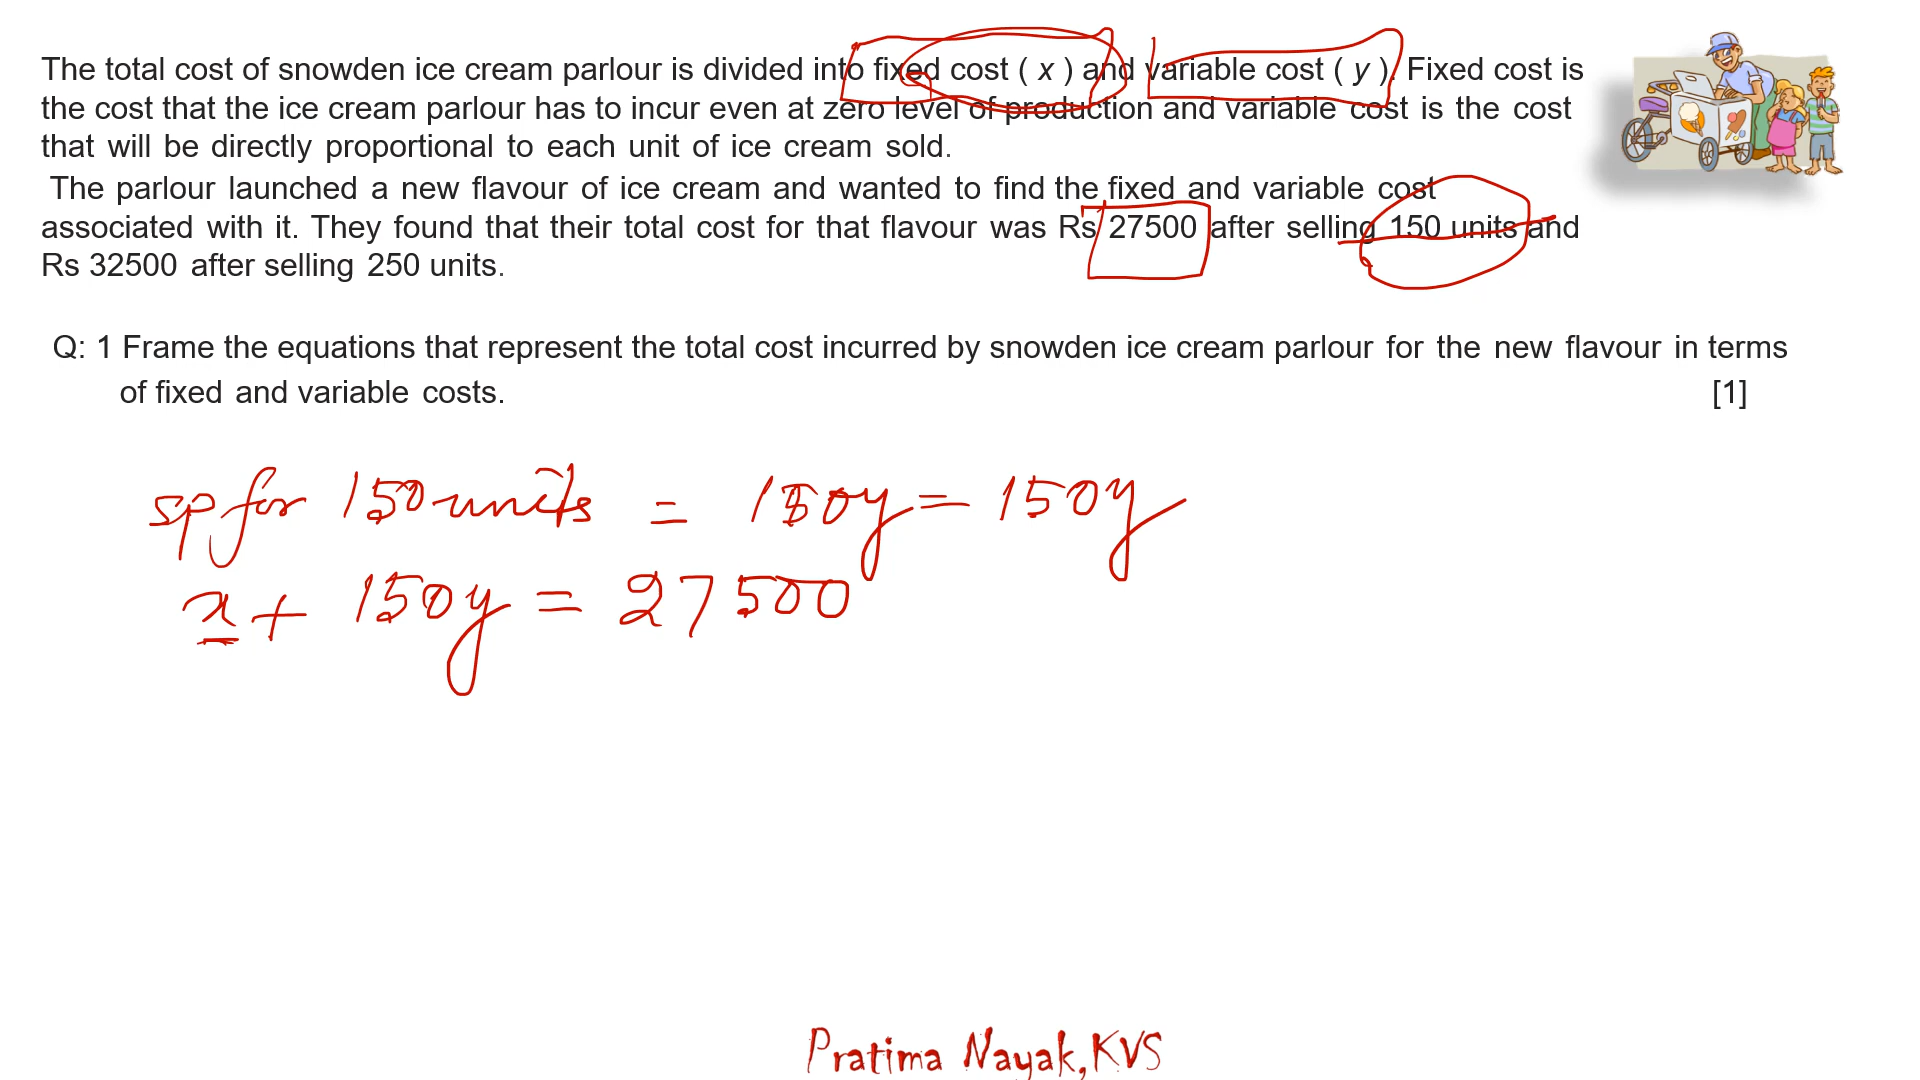 The total cost of snowden ice cream parlour is divided into fixed cost ( x ) and variable cost ( y ). Fixed cost is
the cost that the ice cream parlour has to incur even at zero level of production and variable cost is the cost
that will be directly proportional to each unit of ice cream sold.
The parlour launched a new flavour of ice cream and wanted to find the fixed and variable cost
associated with it. They found that their total cost for that flavour was Rs 27500 after selling 150 units and
Rs 32500 after selling 250 units.
Q: 1 Frame the equations that represent the total cost incurred by snowden ice cream parlour for the new flavour in terms
of fixed and variable costs. [1]
sp for 150 units = 150y = 150y
x + 150y = 27500
Pratima Nayak,KVS